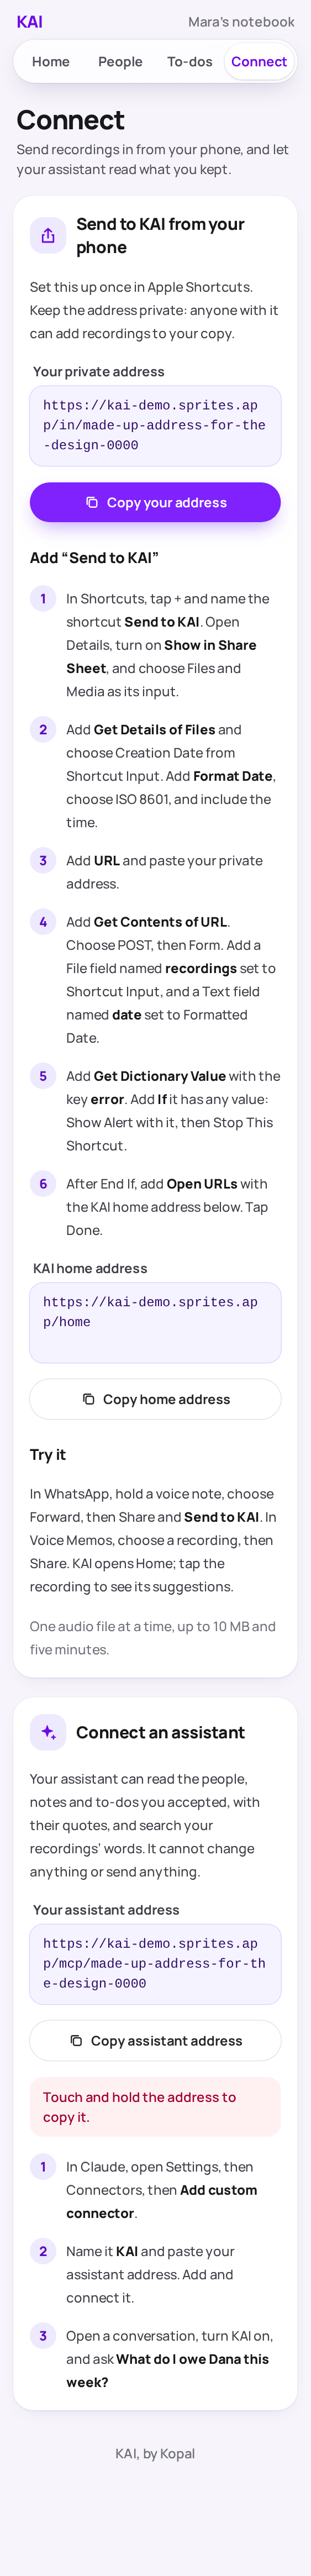 KAI
Mara's notebook
Home People To-dos Connect
Connect
Send recordings in from your phone, and let
your assistant read what you kept.
Send to KAI from your
phone
Set this up once in Apple Shortcuts.
Keep the address private: anyone with it
can add recordings to your copy.
Your private address
https://kai-demo.sprites.ap
p/in/made-up-address-for-the
-design-0000
Copy your address
Add “Send to KAI”
1 In Shortcuts, tap + and name the
shortcut Send to KAI. Open
Details, turn on Show in Share
Sheet, and choose Files and
Media as its input.
2 Add Get Details of Files and
choose Creation Date from
Shortcut Input. Add Format Date,
choose ISO 8601, and include the
time.
3 Add URL and paste your private
address.
4 Add Get Contents of URL.
Choose POST, then Form. Add a
File field named recordings set to
Shortcut Input, and a Text field
named date set to Formatted
Date.
5 Add Get Dictionary Value with the
key error. Add If it has any value:
Show Alert with it, then Stop This
Shortcut.
6 After End If, add Open URLs with
the KAI home address below. Tap
Done.
KAI home address
https://kai-demo.sprites.ap
p/home
Copy home address
Try it
In WhatsApp, hold a voice note, choose
Forward, then Share and Send to KAI. In
Voice Memos, choose a recording, then
Share. KAI opens Home; tap the
recording to see its suggestions.
One audio file at a time, up to 10 MB and
five minutes.
Connect an assistant
Your assistant can read the people,
notes and to-dos you accepted, with
their quotes, and search your
recordings' words. It cannot change
anything or send anything.
Your assistant address
https://kai-demo.sprites.ap
p/mcp/made-up-address-for-th
e-design-0000
Copy assistant address
Touch and hold the address to
copy it.
1 In Claude, open Settings, then
Connectors, then Add custom
connector.
2 Name it KAI and paste your
assistant address. Add and
connect it.
3 Open a conversation, turn KAI on,
and ask What do I owe Dana this
week?
KAI, by Kopal